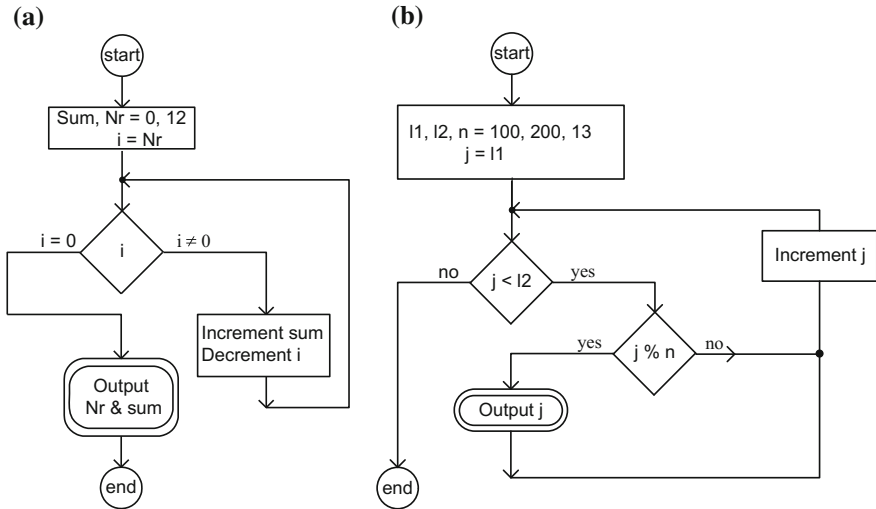 (a)
start
Sum, Nr = 0, 12
i = Nr
i = 0
i
i ≠ 0
Increment sum
Decrement i
Output
Nr & sum
end
(b)
start
l1, l2, n = 100, 200, 13
j = l1
no
j < l2
yes
Increment j
yes
j % n
no
Output j
end